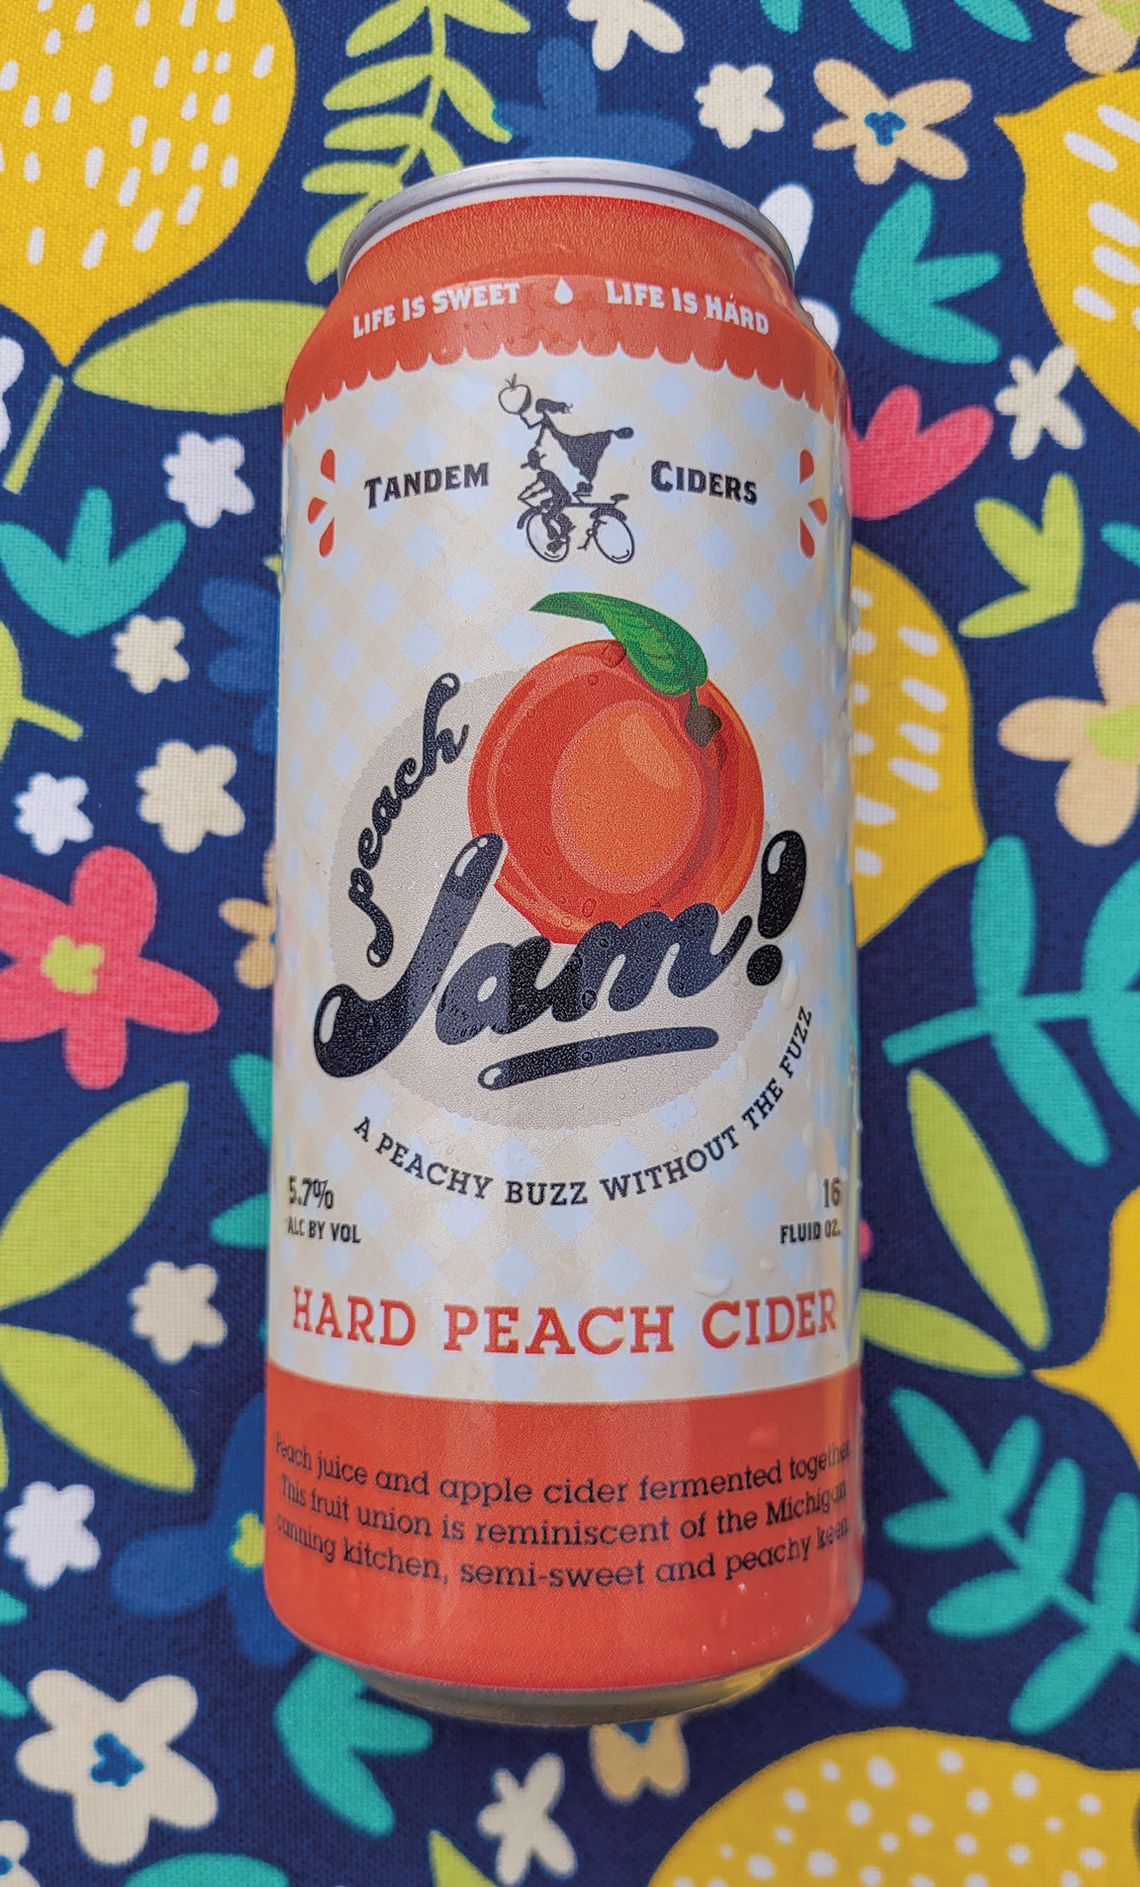 Life Is Sweet Life Is Hard
Tandem Ciders
peach
Jam!
A PEACHY BUZZ WITHOUT THE FUZZ
5.7%
ALC BY VOL
16
FLUID OZ.
HARD PEACH CIDER
Peach juice and apple cider fermented together.
This fruit union is reminiscent of the Michigan
canning kitchen, semi-sweet and peachy keen.